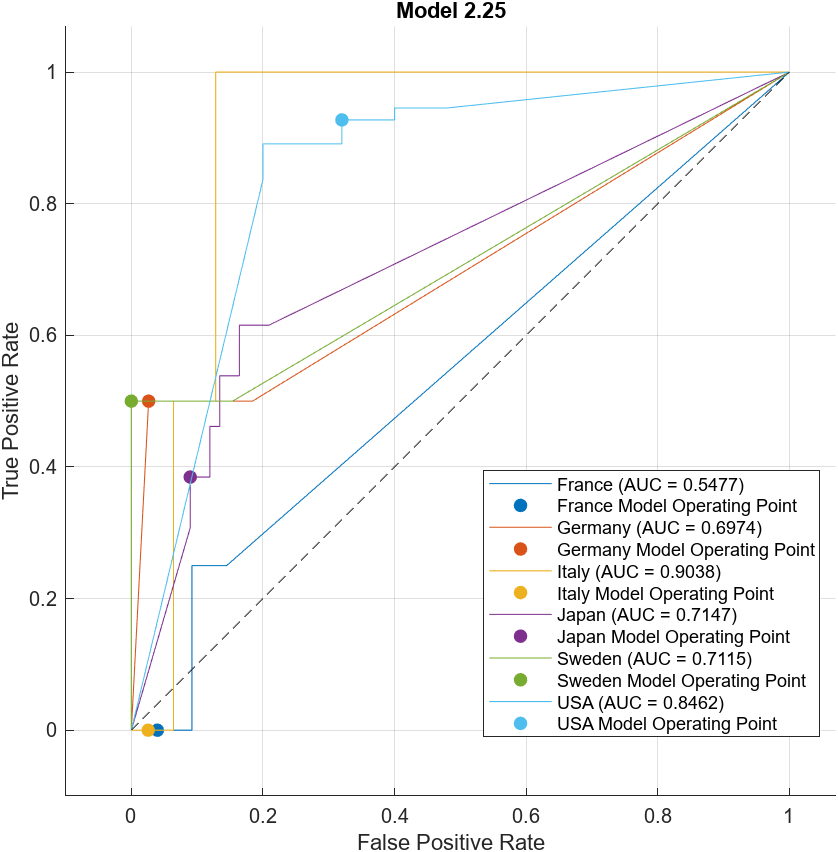 Model 2.25
1
0.8
0.6
0.4
0.2
0
True Positive Rate
France (AUC = 0.5477)
France Model Operating Point
Germany (AUC = 0.6974)
Germany Model Operating Point
Italy (AUC = 0.9038)
Italy Model Operating Point
Japan (AUC = 0.7147)
Japan Model Operating Point
Sweden (AUC = 0.7115)
Sweden Model Operating Point
USA (AUC = 0.8462)
USA Model Operating Point
0 0.2 0.4 0.6 0.8 1
False Positive Rate